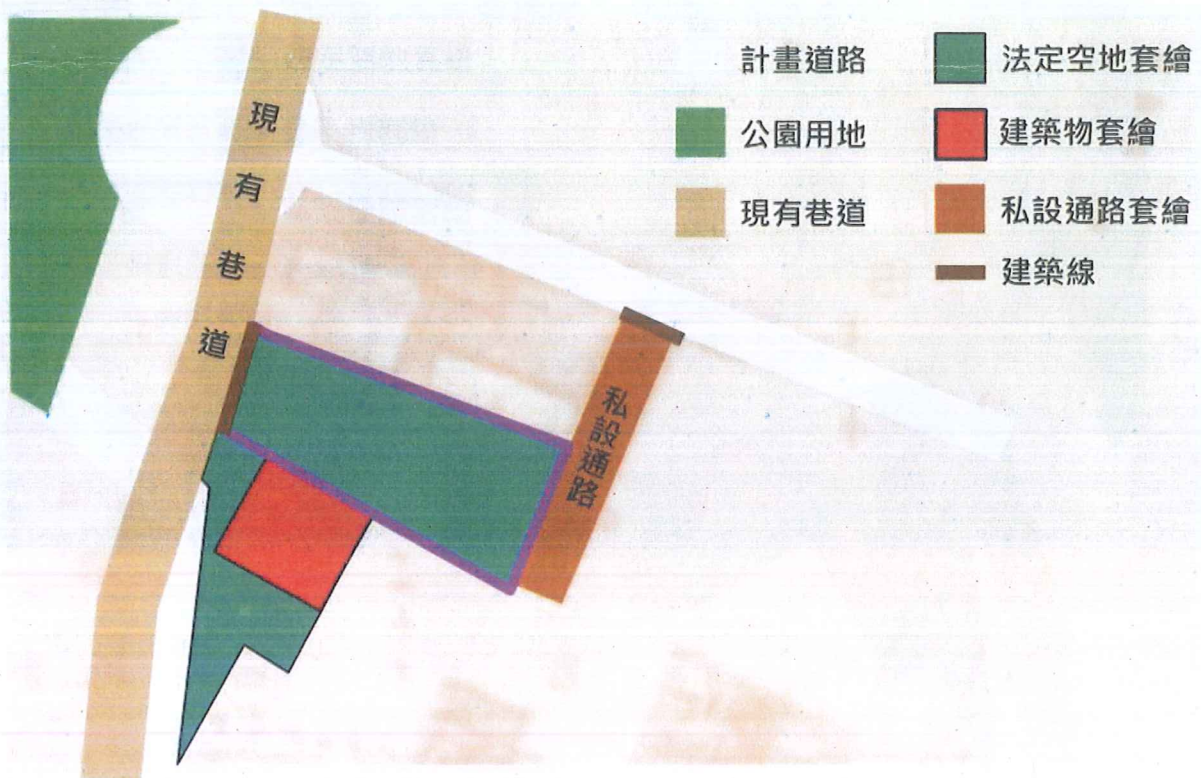 計畫道路
公園用地
現有巷道
法定空地套繪
建築物套繪
私設通路套繪
建築線
現有巷道
私設通路